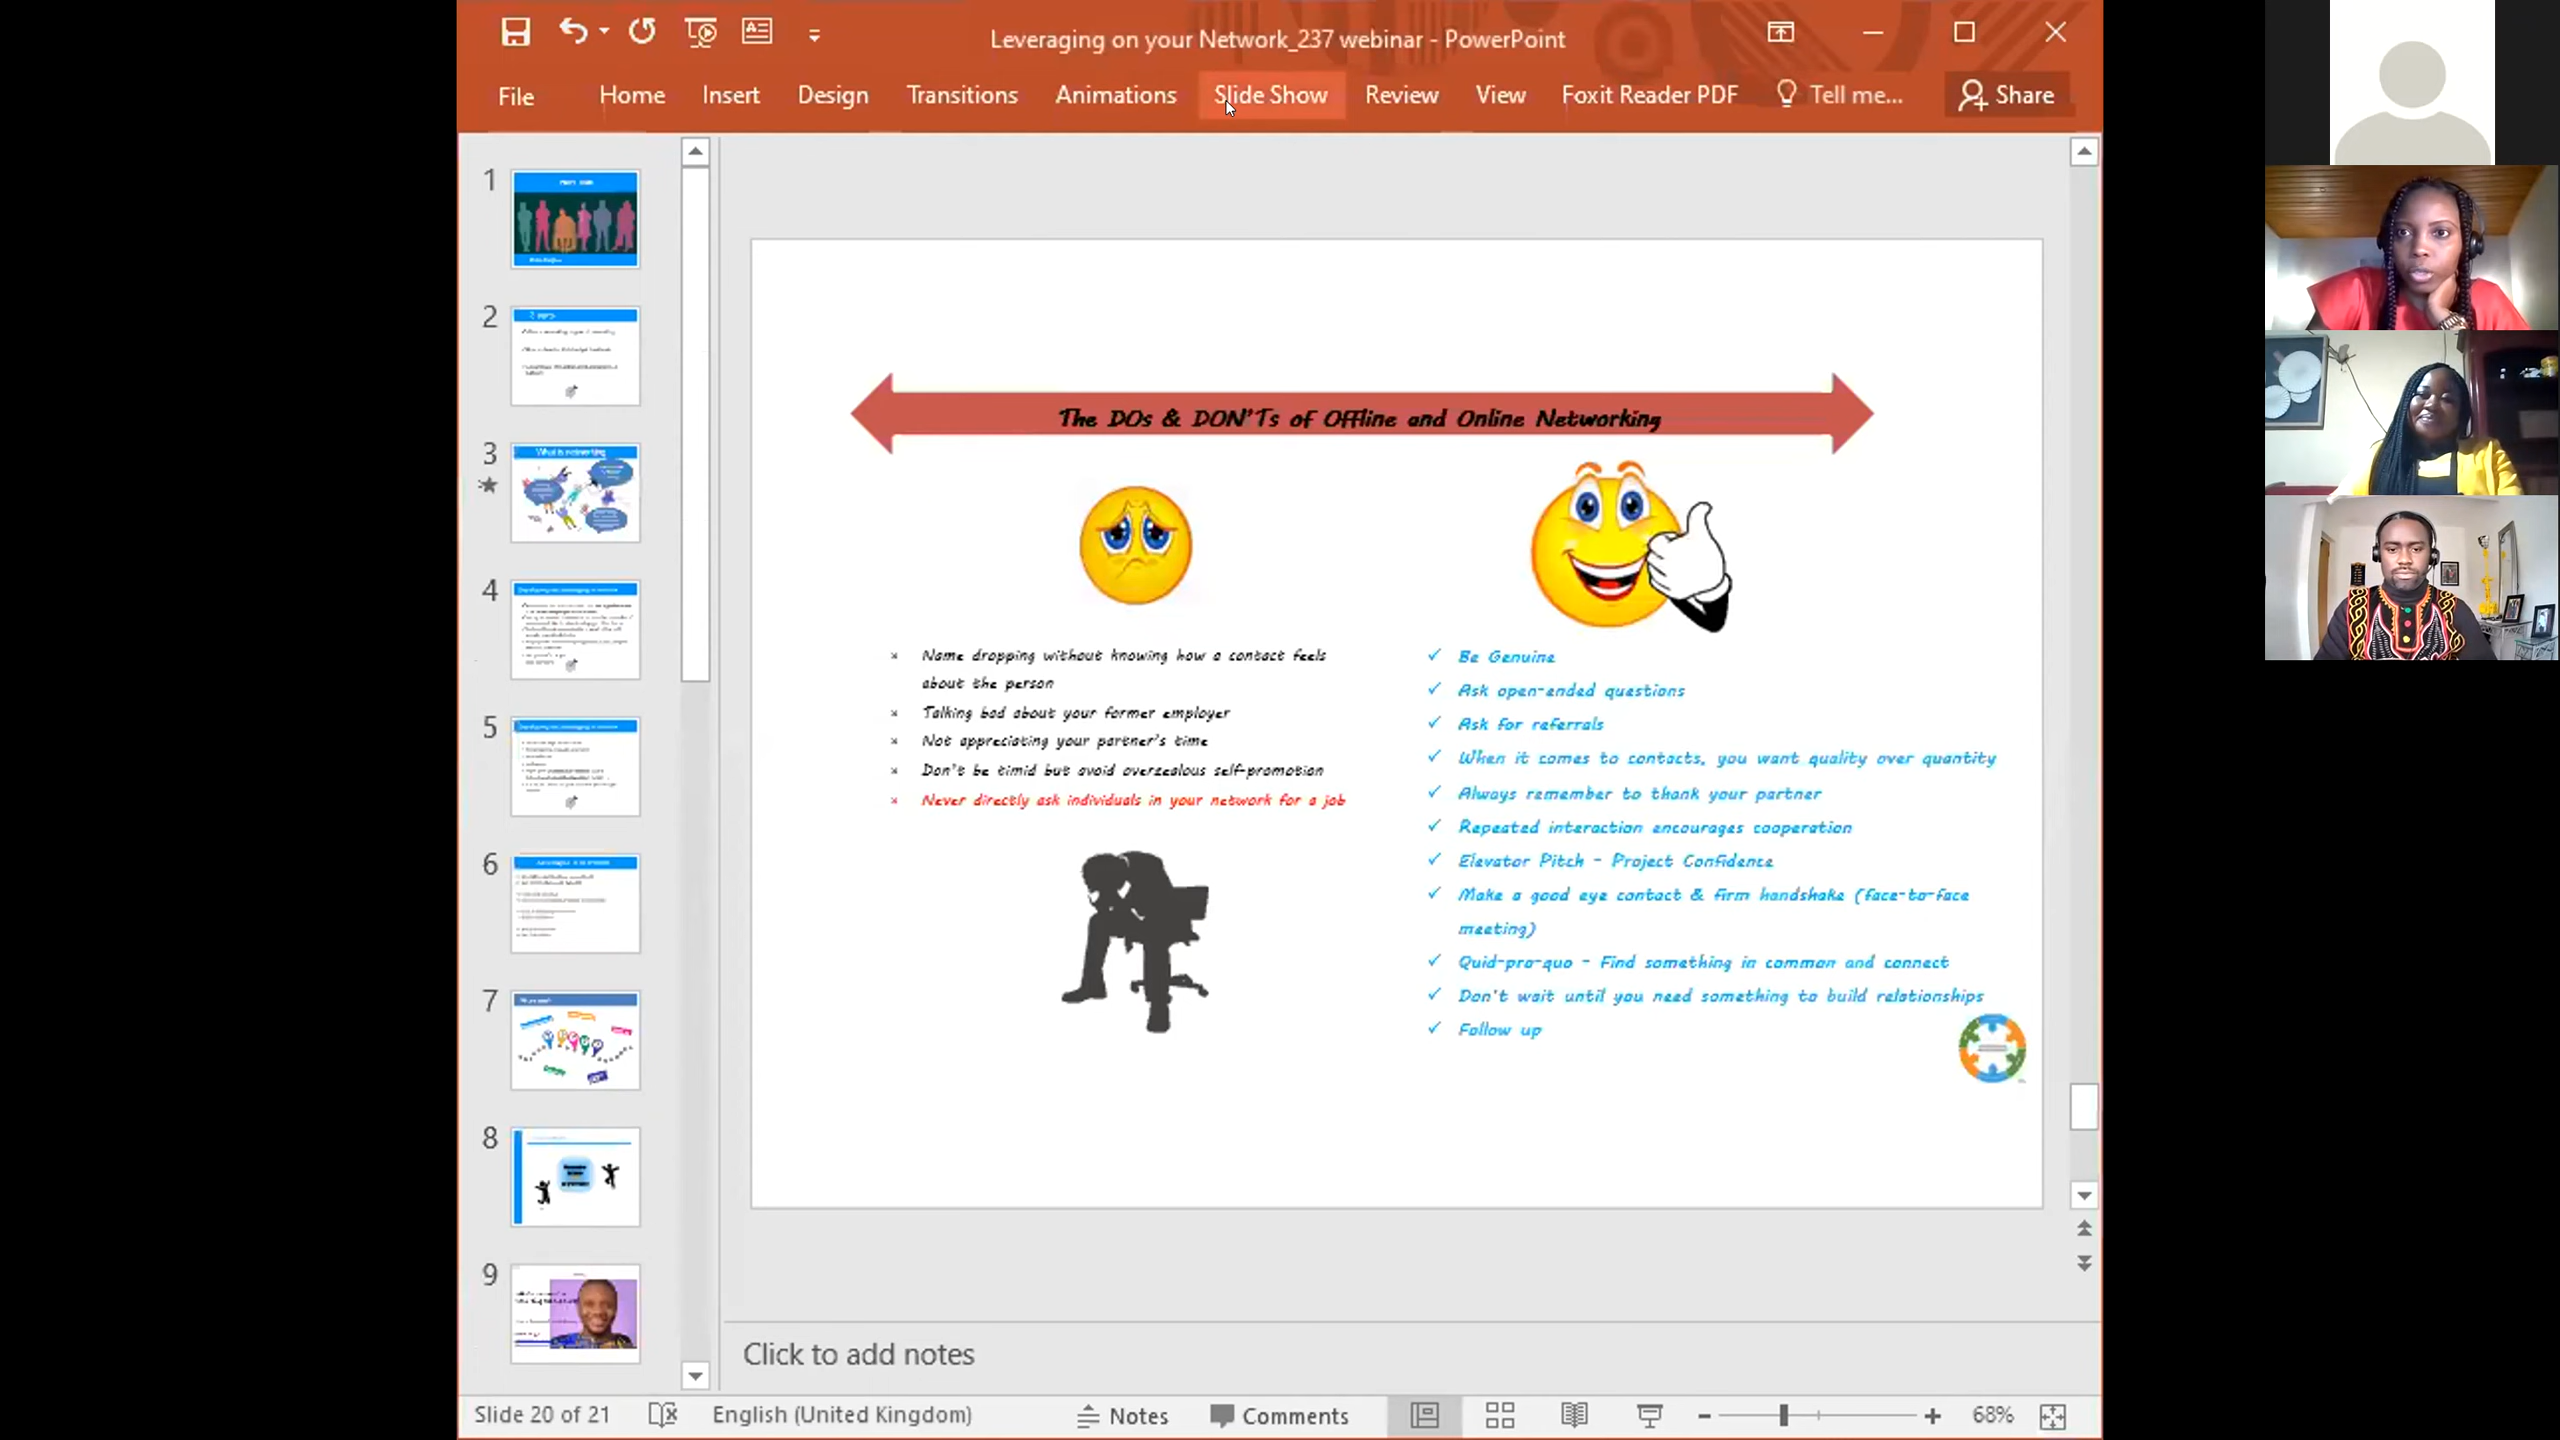 Leveraging on your Network_237 webinar - PowerPoint
File Home Insert Design Transitions Animations Slide Show Review View Foxit Reader PDF Tell me... Share
1
2
3
What is networking
4
5
6
7
8
9
The DOs & DON'Ts of Offline and Online Networking
Name dropping without knowing how a contact feels
about the person
Talking bad about your former employer
Not appreciating your partner's time
Don't be timid but avoid overzealous self-promotion
Never directly ask individuals in your network for a job
Be Genuine
Ask open-ended questions
Ask for referrals
When it comes to contacts, you want quality over quantity
Always remember to thank your partner
Repeated interaction encourages cooperation
Elevator Pitch - Project Confidence
Make a good eye contact & firm handshake (face-to-face
meeting)
Quid-pro-quo - Find something in common and connect
Don't wait until you need something to build relationships
Follow up
Click to add notes
Slide 20 of 21 English (United Kingdom) Notes Comments 68%